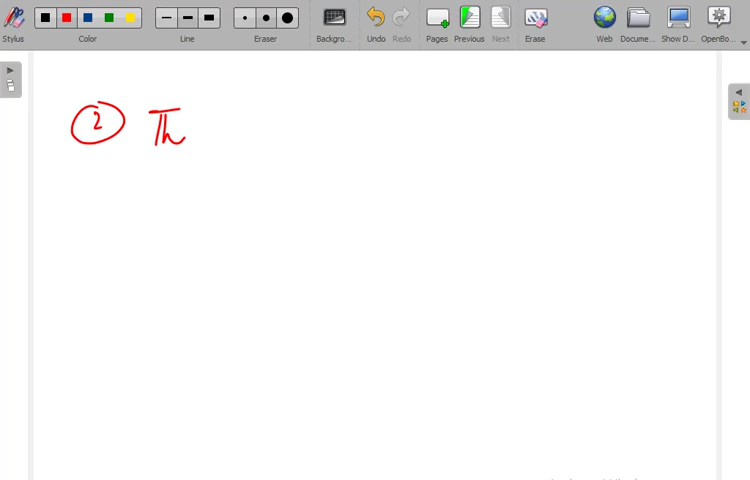 Stylus Color Line Eraser Backgro... Undo Redo Pages Previous Next Erase Web Docume... Show D... OpenBo...
② Th